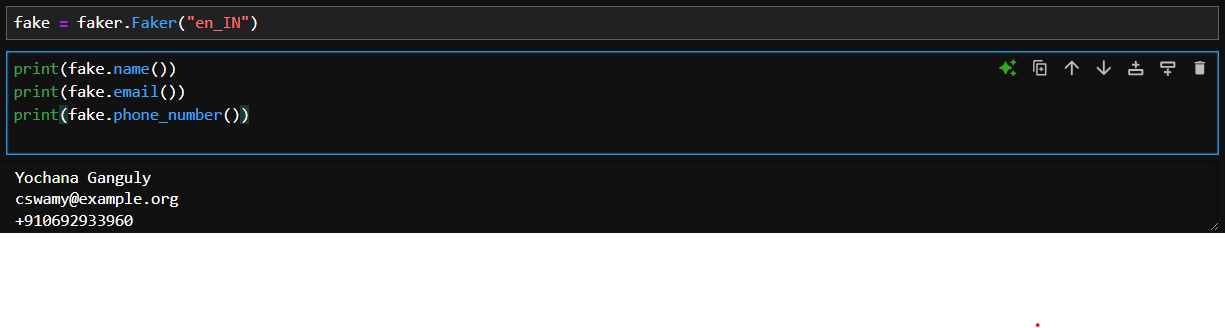 fake = faker.Faker("en_IN")
print(fake.name())
print(fake.email())
print(fake.phone_number())
Yochana Ganguly
cswamy@example.org
+910692933960